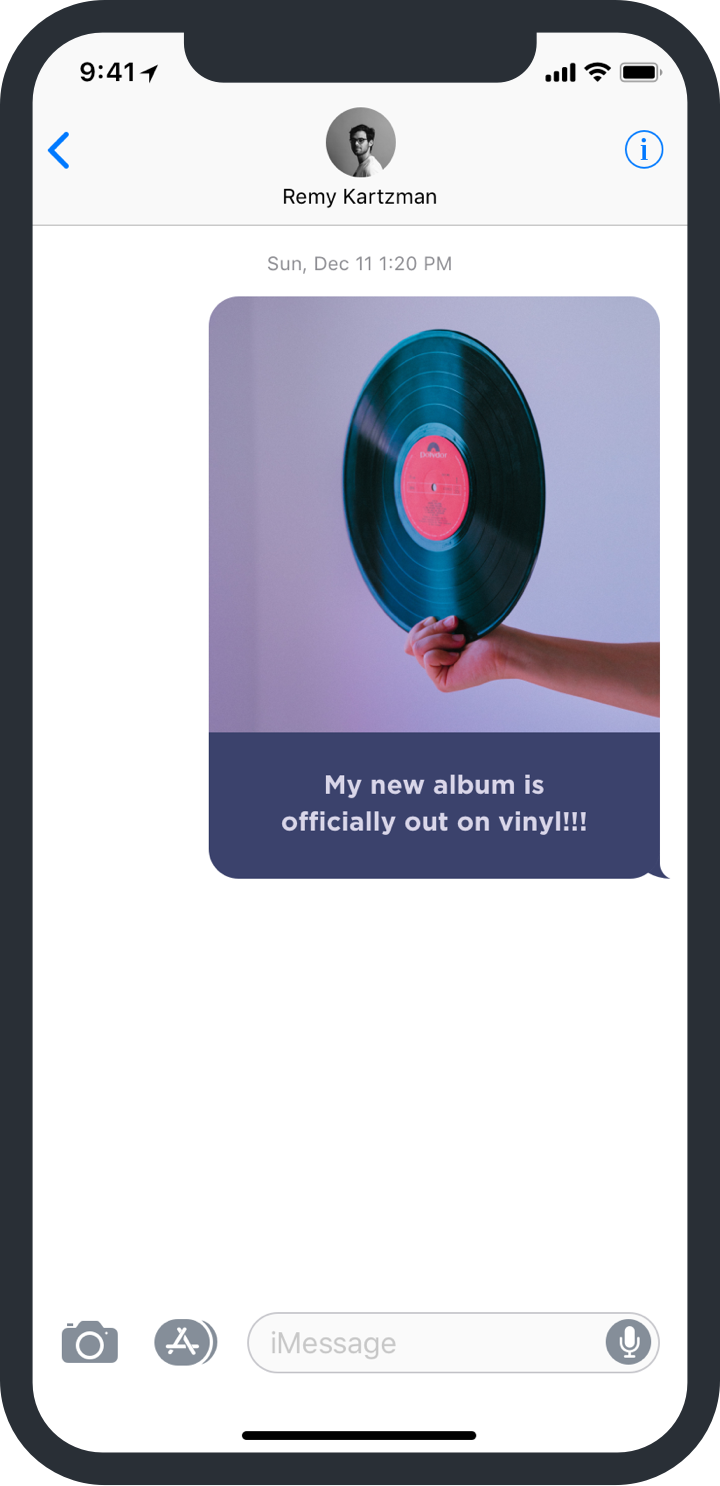 9:41
Remy Kartzman
Sun, Dec 11 1:20 PM
My new album is
officially out on vinyl!!!
iMessage